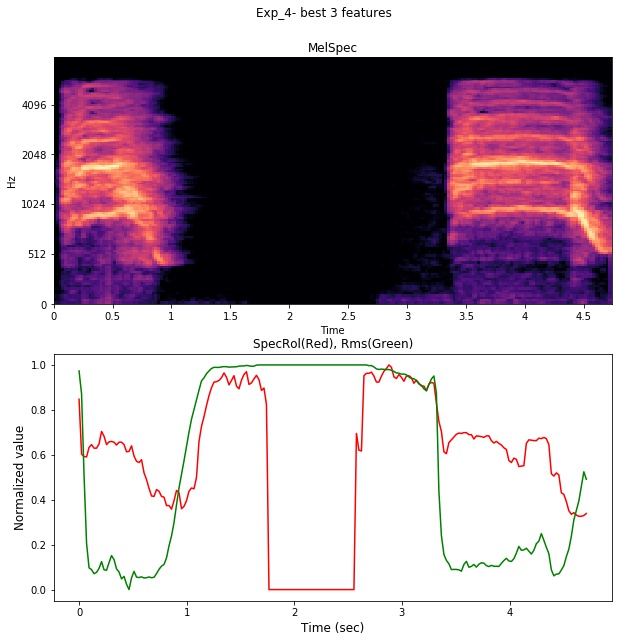 Exp_4- best 3 features
MelSpec
4096
2048
1024
512
0
Hz
0 0.5 1 1.5 2 2.5 3 3.5 4 4.5
Time
SpecRol(Red), Rms(Green)
1.0
0.8
0.6
0.4
0.2
0.0
Normalized value
0 1 2 3 4
Time (sec)